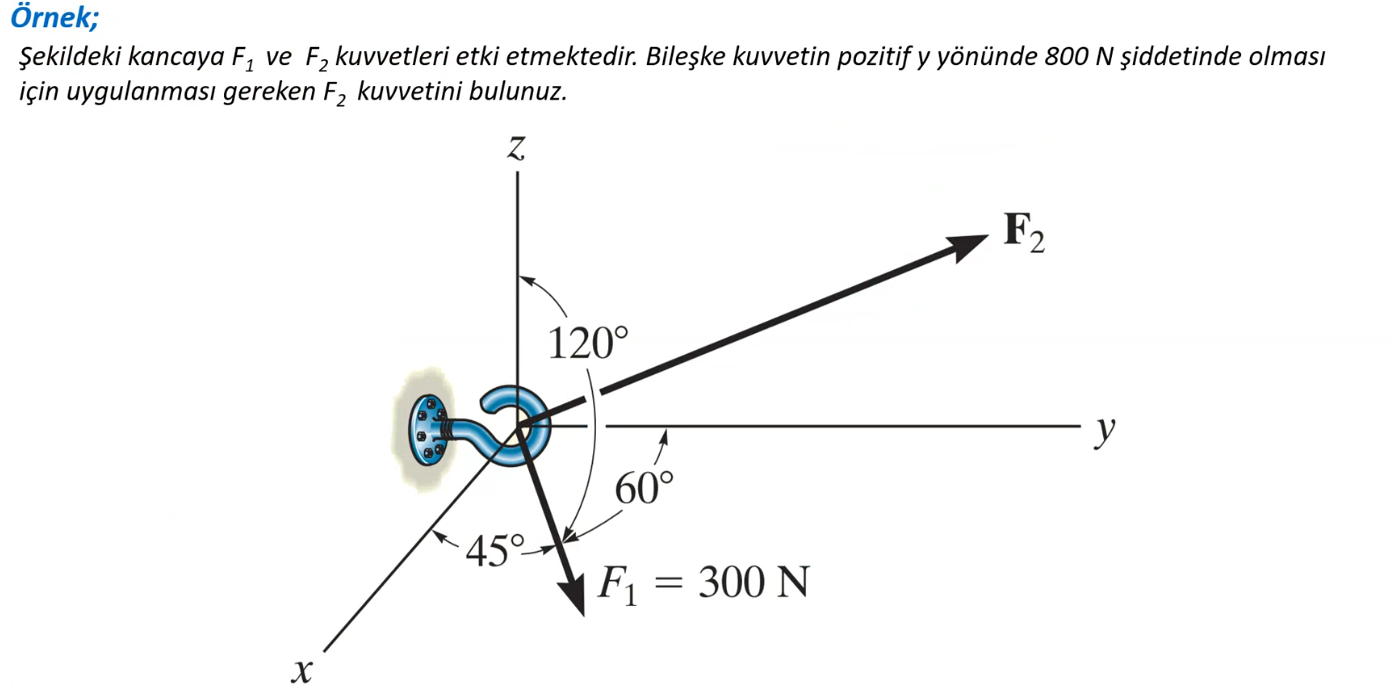 Örnek;
Şekildeki kancaya F₁ ve F₂ kuvvetleri etki etmektedir. Bileşke kuvvetin pozitif y yönünde 800 N şiddetinde olması
için uygulanması gereken F₂ kuvvetini bulunuz.
z
F₂
120°
y
60°
45°
F₁ = 300 N
x